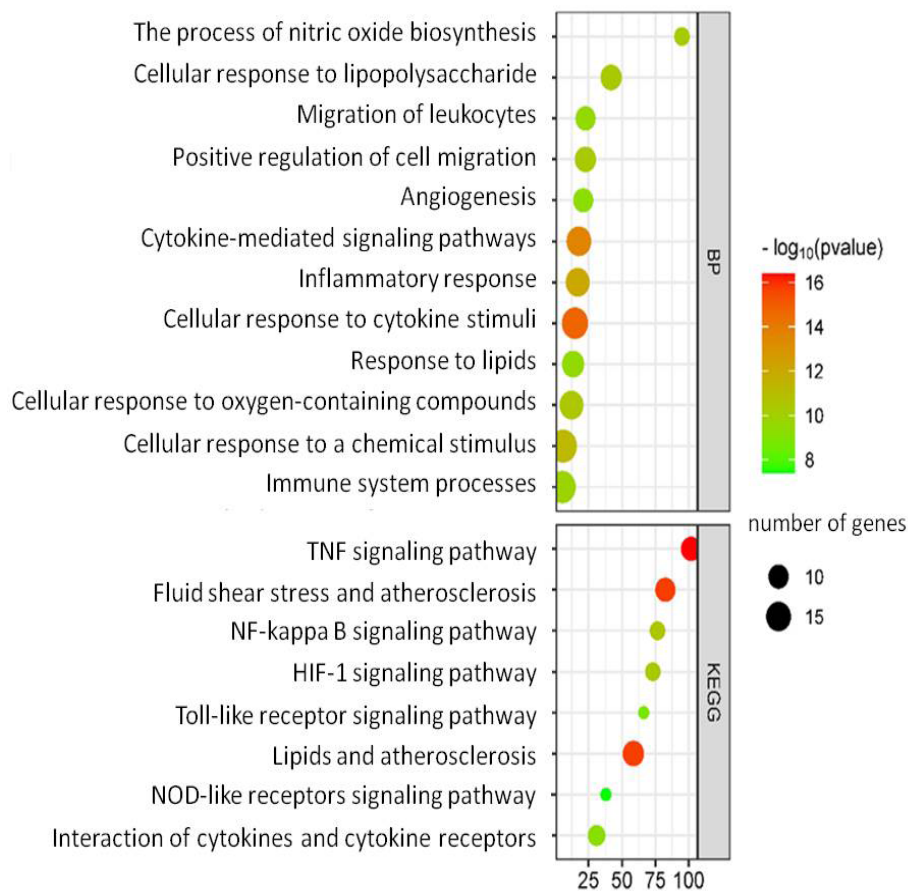 The process of nitric oxide biosynthesis
Cellular response to lipopolysaccharide
Migration of leukocytes
Positive regulation of cell migration
Angiogenesis
Cytokine-mediated signaling pathways
Inflammatory response
Cellular response to cytokine stimuli
Response to lipids
Cellular response to oxygen-containing compounds
Cellular response to a chemical stimulus
Immune system processes
BP
TNF signaling pathway
Fluid shear stress and atherosclerosis
NF-kappa B signaling pathway
HIF-1 signaling pathway
Toll-like receptor signaling pathway
Lipids and atherosclerosis
NOD-like receptors signaling pathway
Interaction of cytokines and cytokine receptors
KEGG
25 50 75 100
- log₁₀(pvalue)
16
14
12
10
8
number of genes
10
15